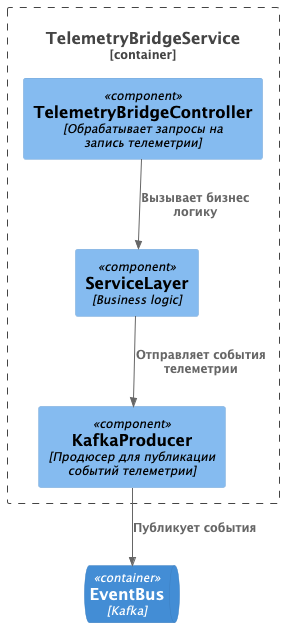 TelemetryBridgeService
[container]
«component»
TelemetryBridgeController
[Обрабатывает запросы на
запись телеметрии]
Вызывает бизнес
логику
«component»
ServiceLayer
[Business logic]
Отправляет события
телеметрии
«component»
KafkaProducer
[Продюсер для публикации
событий телеметрии]
Публикует события
«container»
EventBus
[Kafka]